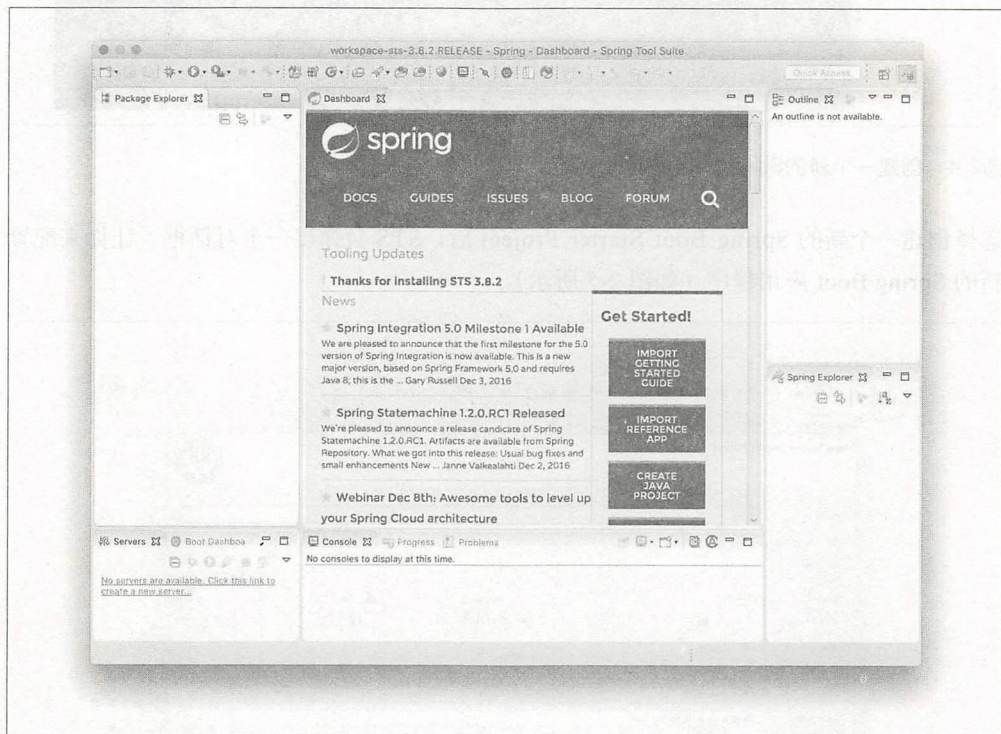 workspace-sts-3.8.2.RELEASE - Spring - Dashboard - Spring Tool Suite
Quick Access
Package Explorer
Dashboard
Outline
An outline is not available.
spring
DOCS GUIDES ISSUES BLOG FORUM
Tooling Updates
Thanks for installing STS 3.8.2
News
Spring Integration 5.0 Milestone 1 Available
We are pleased to announce that the first milestone for the 5.0
version of Spring Integration is now available. This is a new
major version, based on Spring Framework 5.0 and requires
Java 8; this is the ... Gary Russell Dec 3, 2016
Spring Statemachine 1.2.0.RC1 Released
We're pleased to announce a release candicate of Spring
Statemachine 1.2.0.RC1. Artifacts are available from Spring
Repository. What we got into this release: Usual bug fixes and
small enhancements New ... Janne Valkealahti Dec 2, 2016
Webinar Dec 8th: Awesome tools to level up
your Spring Cloud architecture
Get Started!
IMPORT
GETTING
STARTED
GUIDE
IMPORT
REFERENCE
APP
CREATE
JAVA
PROJECT
Spring Explorer
Servers
Boot Dashboa
No servers are available. Click this link to
create a new server...
Console
Progress
Problems
No consoles to display at this time.